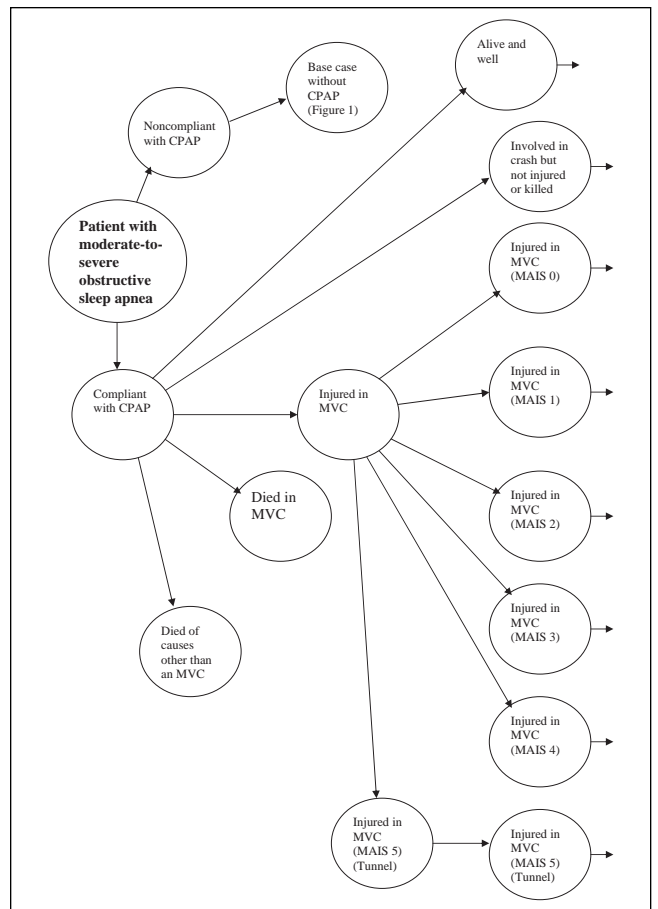 Alive and
well
Base case
without
CPAP
(Figure 1)
Noncompliant
with CPAP
Involved in
crash but
not injured
or killed
Patient with
moderate-to-
severe
obstructive
sleep apnea
Injured in
MVC
(MAIS 0)
Compliant
with CPAP
Injured in
MVC
Injured in
MVC
(MAIS 1)
Died in
MVC
Injured in
MVC
(MAIS 2)
Died of
causes
other than
an MVC
Injured in
MVC
(MAIS 3)
Injured in
MVC
(MAIS 4)
Injured in
MVC
(MAIS 5)
(Tunnel)
Injured in
MVC
(MAIS 5)
(Tunnel)